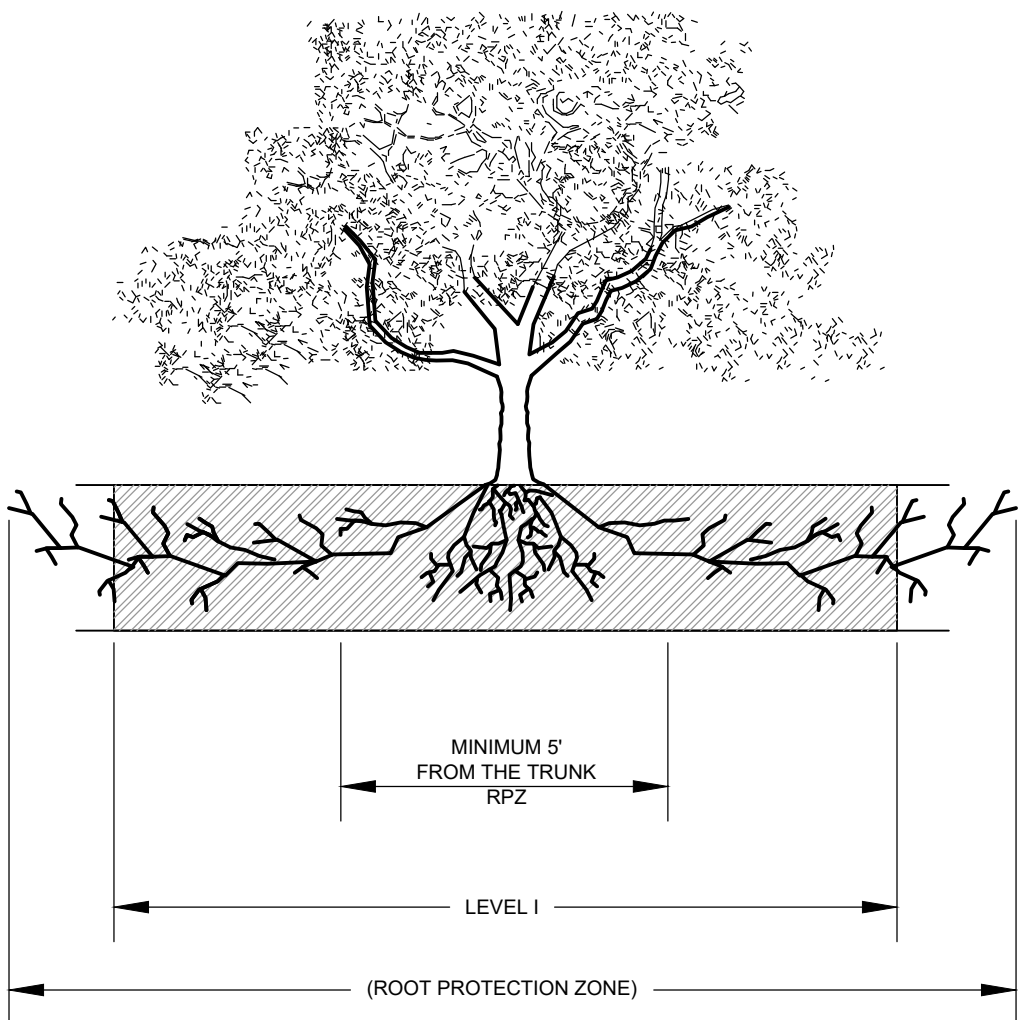 MINIMUM 5'
FROM THE TRUNK
RPZ
LEVEL I
(ROOT PROTECTION ZONE)